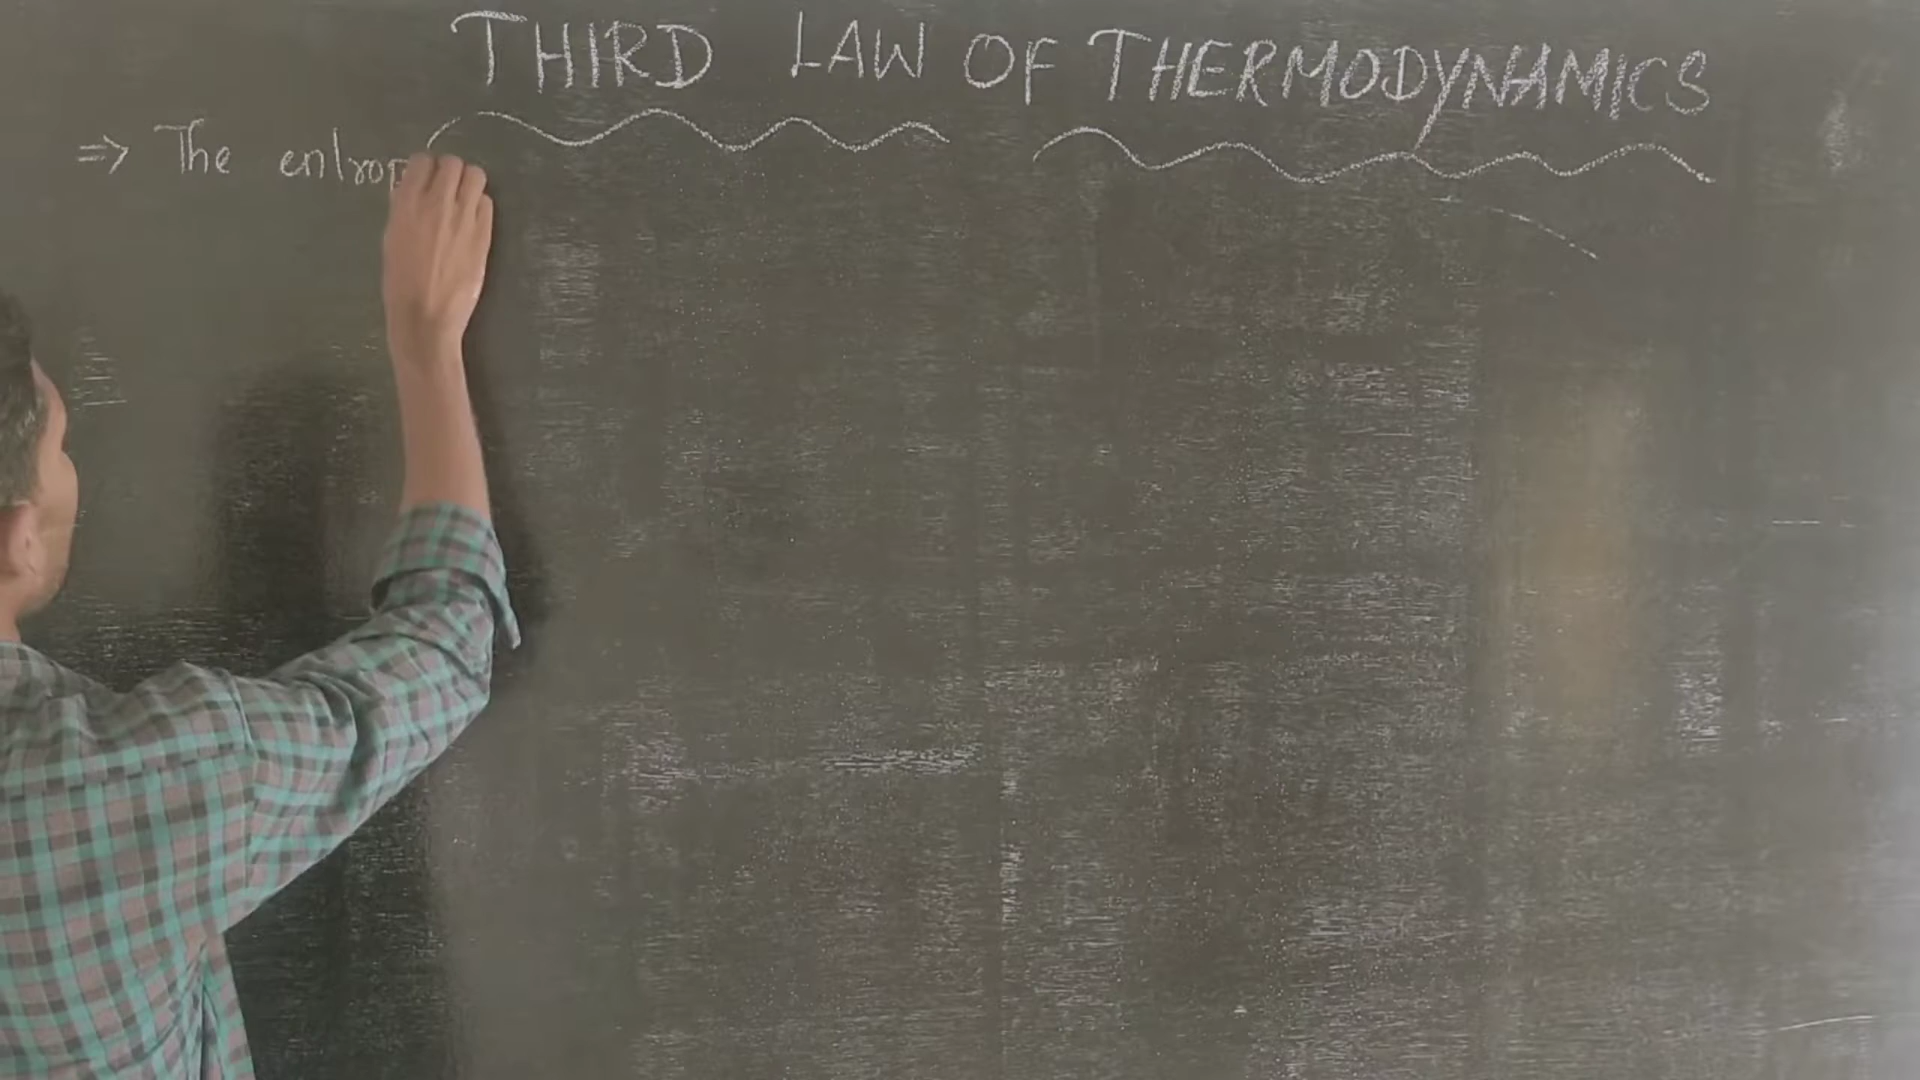 THIRD LAW OF THERMODYNAMICS
⇒ The entrop